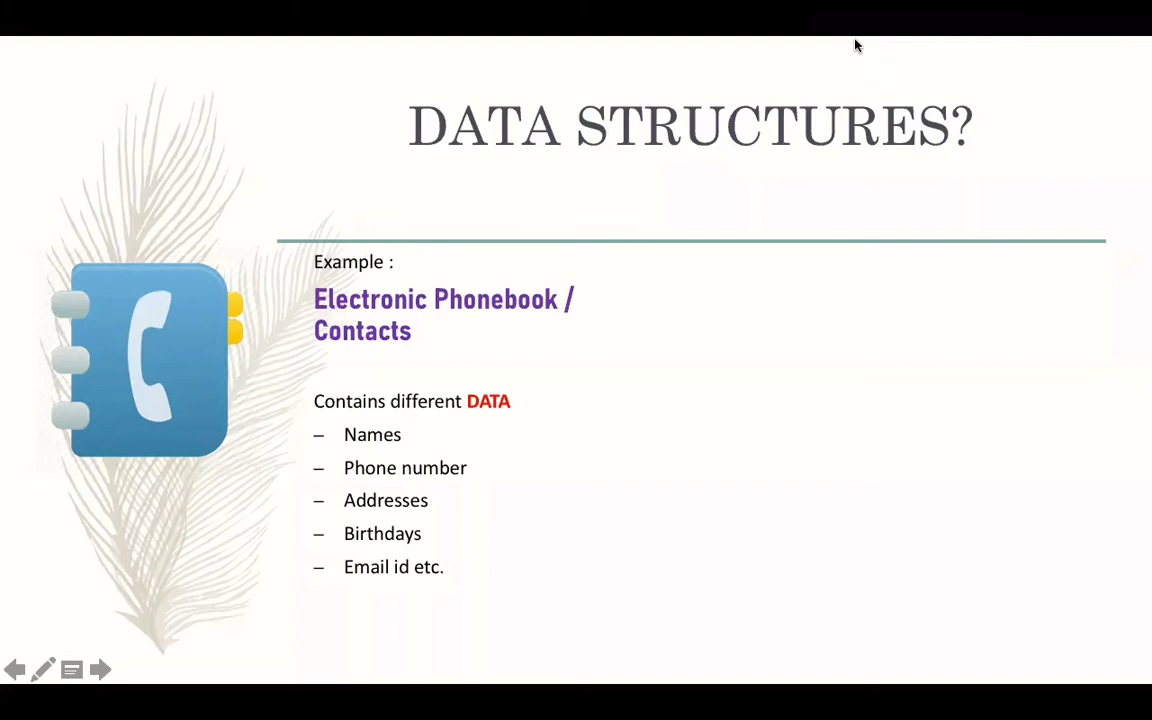 DATA STRUCTURES?
Example :
Electronic Phonebook /
Contacts
Contains different DATA
– Names
– Phone number
– Addresses
– Birthdays
– Email id etc.